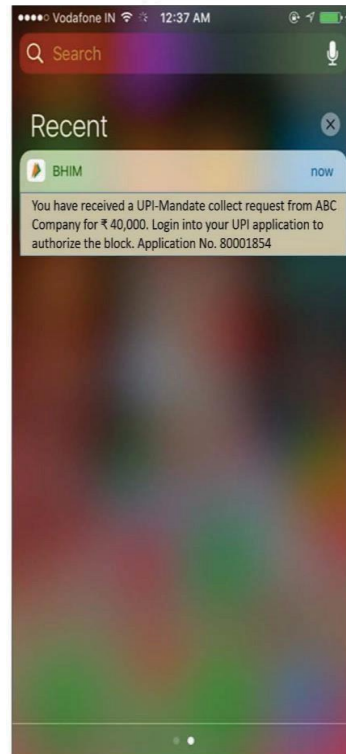 Vodafone IN 12:37 AM
Search
Recent
BHIM now
You have received a UPI-Mandate collect request from ABC
Company for ₹ 40,000. Login into your UPI application to
authorize the block. Application No. 80001854